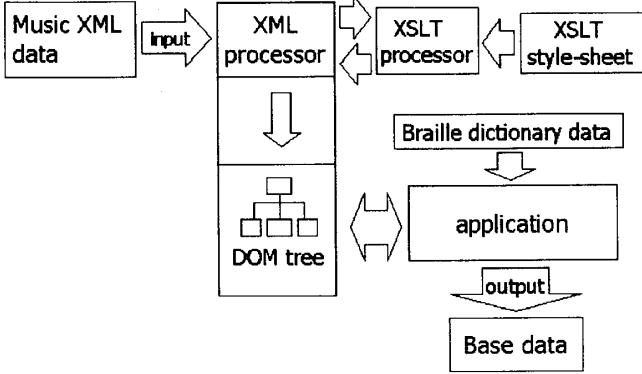 Music XML
data
input
XML
processor
XSLT
processor
XSLT
style-sheet
Braille dictionary data
DOM tree
application
output
Base data